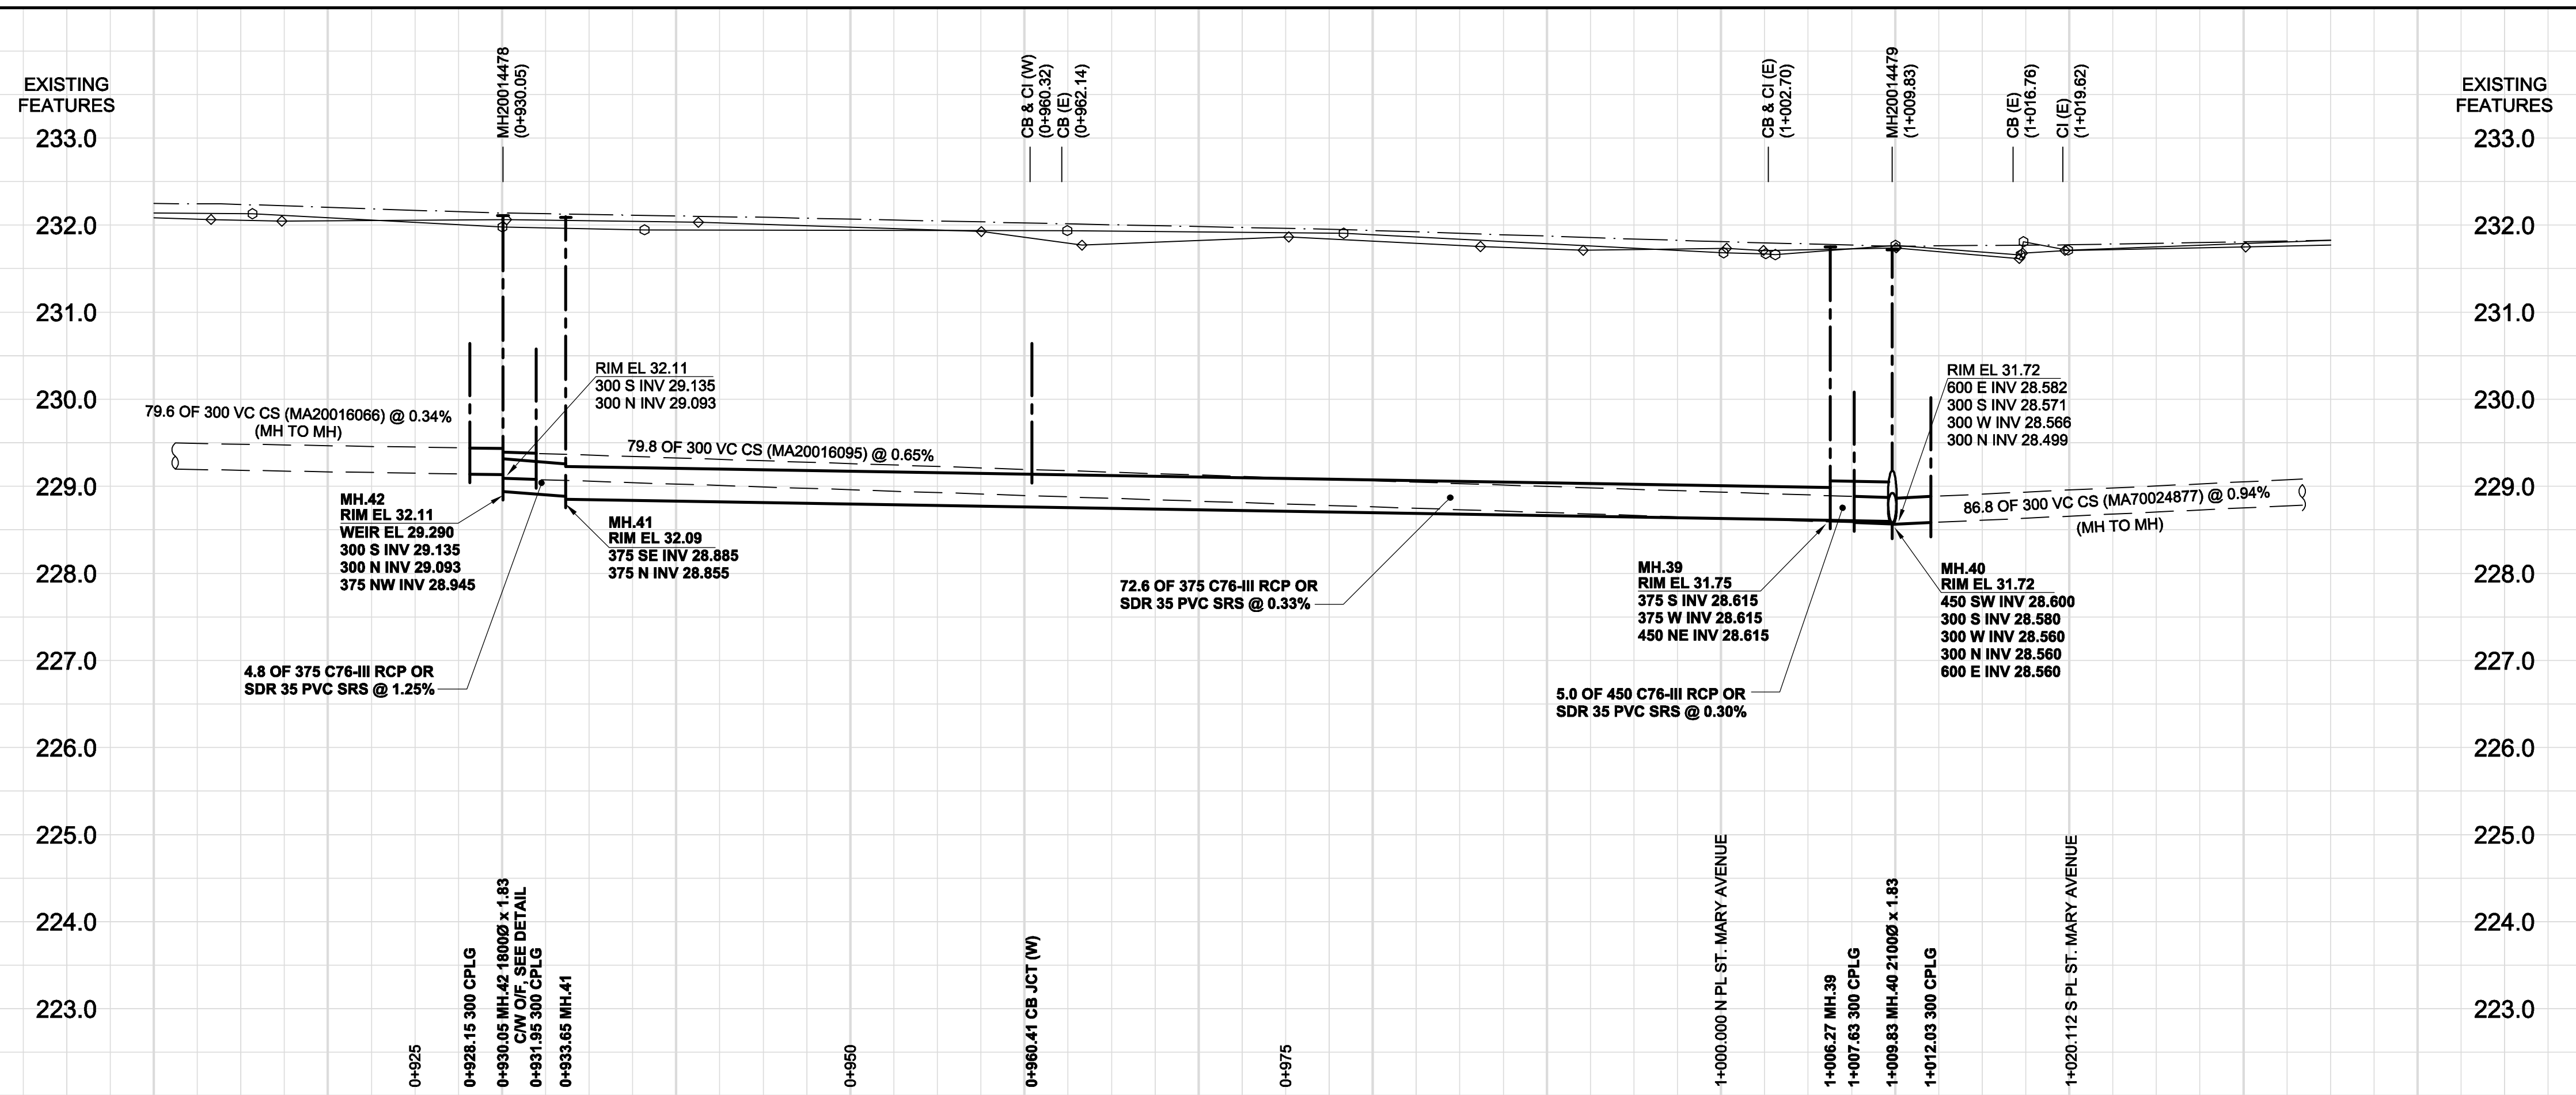 EXISTING
FEATURES
233.0
232.0
231.0
230.0
229.0
228.0
227.0
226.0
225.0
224.0
223.0
MH20014478
(0+930.05)
CB & CI (W)
(0+960.32)
CB (E)
(0+962.14)
CB & CI (E)
(1+002.70)
MH20014479
(1+009.83)
CB (E)
(1+016.76)
CI (E)
(1+019.62)
EXISTING
FEATURES
233.0
232.0
231.0
230.0
229.0
228.0
227.0
226.0
225.0
224.0
223.0
79.6 OF 300 VC CS (MA20016066) @ 0.34%
(MH TO MH)
RIM EL 32.11
300 S INV 29.135
300 N INV 29.093
79.8 OF 300 VC CS (MA20016095) @ 0.65%
RIM EL 31.72
600 E INV 28.582
300 S INV 28.571
300 W INV 28.566
300 N INV 28.499
86.8 OF 300 VC CS (MA70024877) @ 0.94%
(MH TO MH)
MH.42
RIM EL 32.11
WEIR EL 29.290
300 S INV 29.135
300 N INV 29.093
375 NW INV 28.945
MH.41
RIM EL 32.09
375 SE INV 28.885
375 N INV 28.855
72.6 OF 375 C76-III RCP OR
SDR 35 PVC SRS @ 0.33%
MH.39
RIM EL 31.75
375 S INV 28.615
375 W INV 28.615
450 NE INV 28.615
MH.40
RIM EL 31.72
450 SW INV 28.600
300 S INV 28.580
300 W INV 28.560
300 N INV 28.560
600 E INV 28.560
4.8 OF 375 C76-III RCP OR
SDR 35 PVC SRS @ 1.25%
5.0 OF 450 C76-III RCP OR
SDR 35 PVC SRS @ 0.30%
0+925
0+928.15 300 CPLG
0+930.05 MH.42 1800Ø x 1.83
C/W O/F, SEE DETAIL
0+931.95 300 CPLG
0+933.65 MH.41
0+950
0+960.41 CB JCT (W)
0+975
1+000.000 N PL ST. MARY AVENUE
1+006.27 MH.39
1+007.63 300 CPLG
1+009.83 MH.40 2100Ø x 1.83
1+012.03 300 CPLG
1+020.112 S PL ST. MARY AVENUE